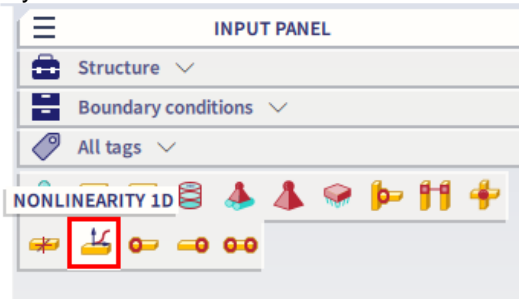 INPUT PANEL
Structure
Boundary conditions
All tags
NONLINEARITY 1D